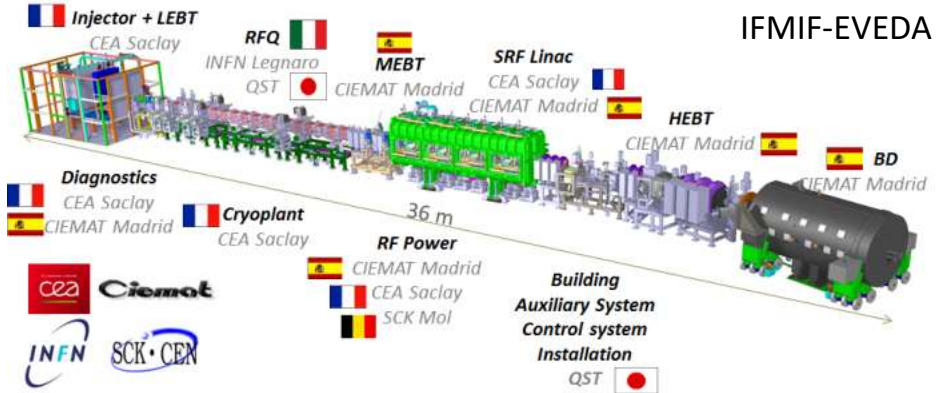 IFMIF-EVEDA
Injector + LEBT
CEA Saclay
RFQ
INFN Legnaro
QST
MEBT
CIEMAT Madrid
SRF Linac
CEA Saclay
CIEMAT Madrid
HEBT
CIEMAT Madrid
BD
CIEMAT Madrid
Diagnostics
CEA Saclay
CIEMAT Madrid
Cryoplant
CEA Saclay
36 m
RF Power
CIEMAT Madrid
CEA Saclay
SCK Mol
Building
Auxiliary System
Control system
Installation
QST
cea
Ciemat
INFN
SCK•CEN